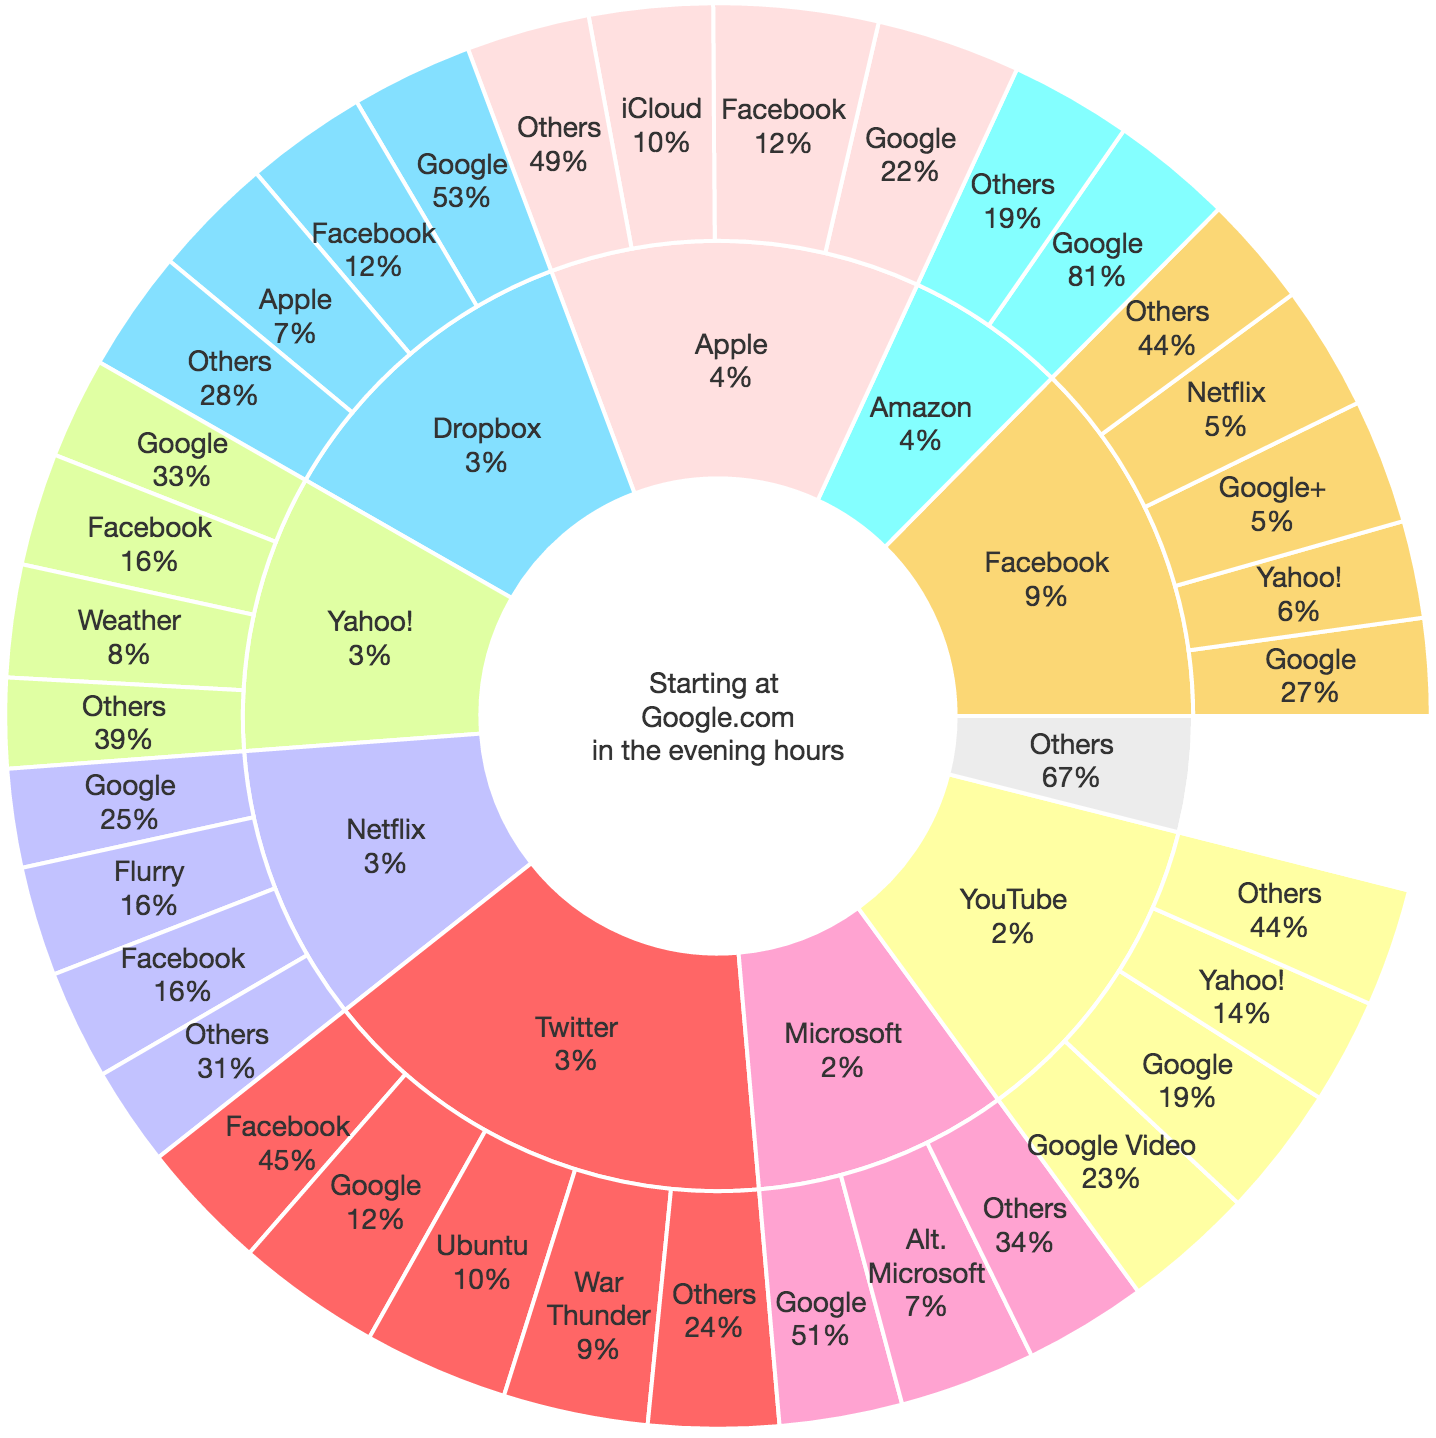 Starting at
Google.com
in the evening hours
Apple
4%
Others
49%
iCloud
10%
Facebook
12%
Google
22%
Amazon
4%
Others
19%
Google
81%
Facebook
9%
Others
44%
Netflix
5%
Google+
5%
Yahoo!
6%
Google
27%
Others
67%
YouTube
2%
Others
44%
Yahoo!
14%
Google
19%
Google Video
23%
Microsoft
2%
Others
34%
Alt.
Microsoft
7%
Google
51%
Twitter
3%
Others
24%
War
Thunder
9%
Ubuntu
10%
Google
12%
Facebook
45%
Netflix
3%
Others
31%
Facebook
16%
Flurry
16%
Google
25%
Yahoo!
3%
Others
39%
Weather
8%
Facebook
16%
Google
33%
Dropbox
3%
Others
28%
Apple
7%
Facebook
12%
Google
53%